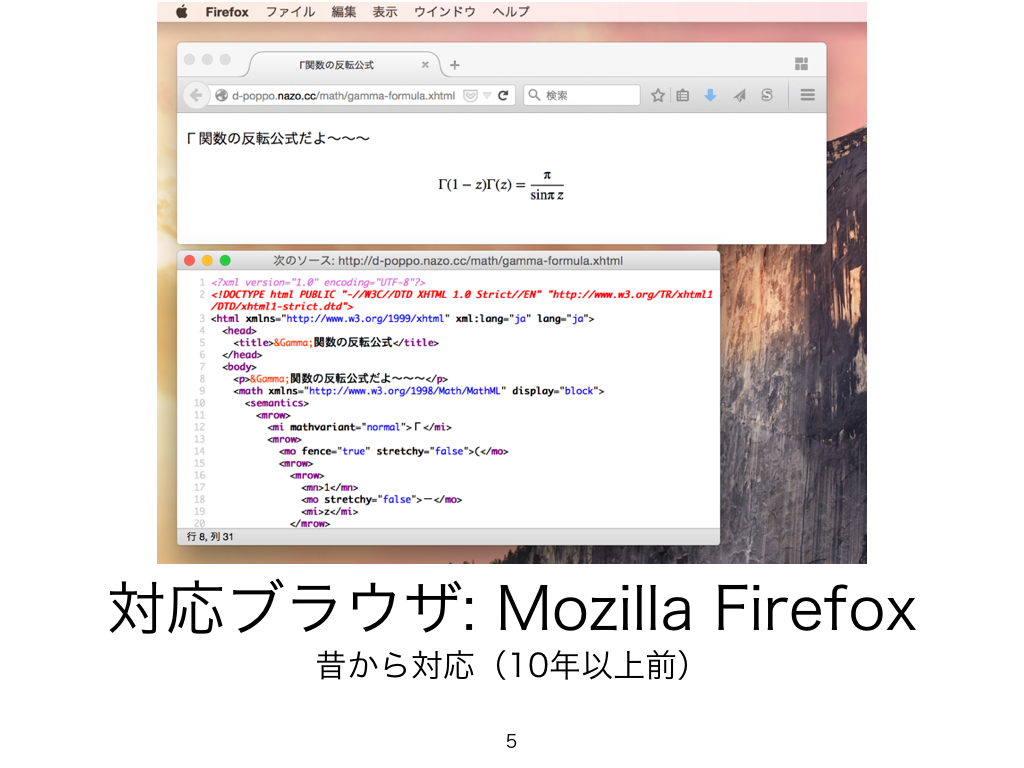 Firefox ファイル 編集 表示 ウインドウ ヘルプ
Γ関数の反転公式
d-poppo.nazo.cc/math/gamma-formula.xhtml 検索
Γ関数の反転公式だよ〜〜〜
Γ(1 − z)Γ(z) = π / sinπ z
次のソース: http://d-poppo.nazo.cc/math/gamma-formula.xhtml
1 <?xml version="1.0" encoding="UTF-8"?>
2 <!DOCTYPE html PUBLIC "-//W3C//DTD XHTML 1.0 Strict//EN" "http://www.w3.org/TR/xhtml1
/DTD/xhtml1-strict.dtd">
3 <html xmlns="http://www.w3.org/1999/xhtml" xml:lang="ja" lang="ja">
4 <head>
5 <title>&Gamma;関数の反転公式</title>
6 </head>
7 <body>
8 <p>&Gamma;関数の反転公式だよ〜〜〜</p>
9 <math xmlns="http://www.w3.org/1998/Math/MathML" display="block">
10 <semantics>
11 <mrow>
12 <mi mathvariant="normal">Γ</mi>
13 <mrow>
14 <mo fence="true" stretchy="false">(</mo>
15 <mrow>
16 <mrow>
17 <mn>1</mn>
18 <mo stretchy="false">−</mo>
19 <mi>z</mi>
20 </mrow>
行 8, 列 31
対応ブラウザ: Mozilla Firefox
昔から対応（10年以上前）
5